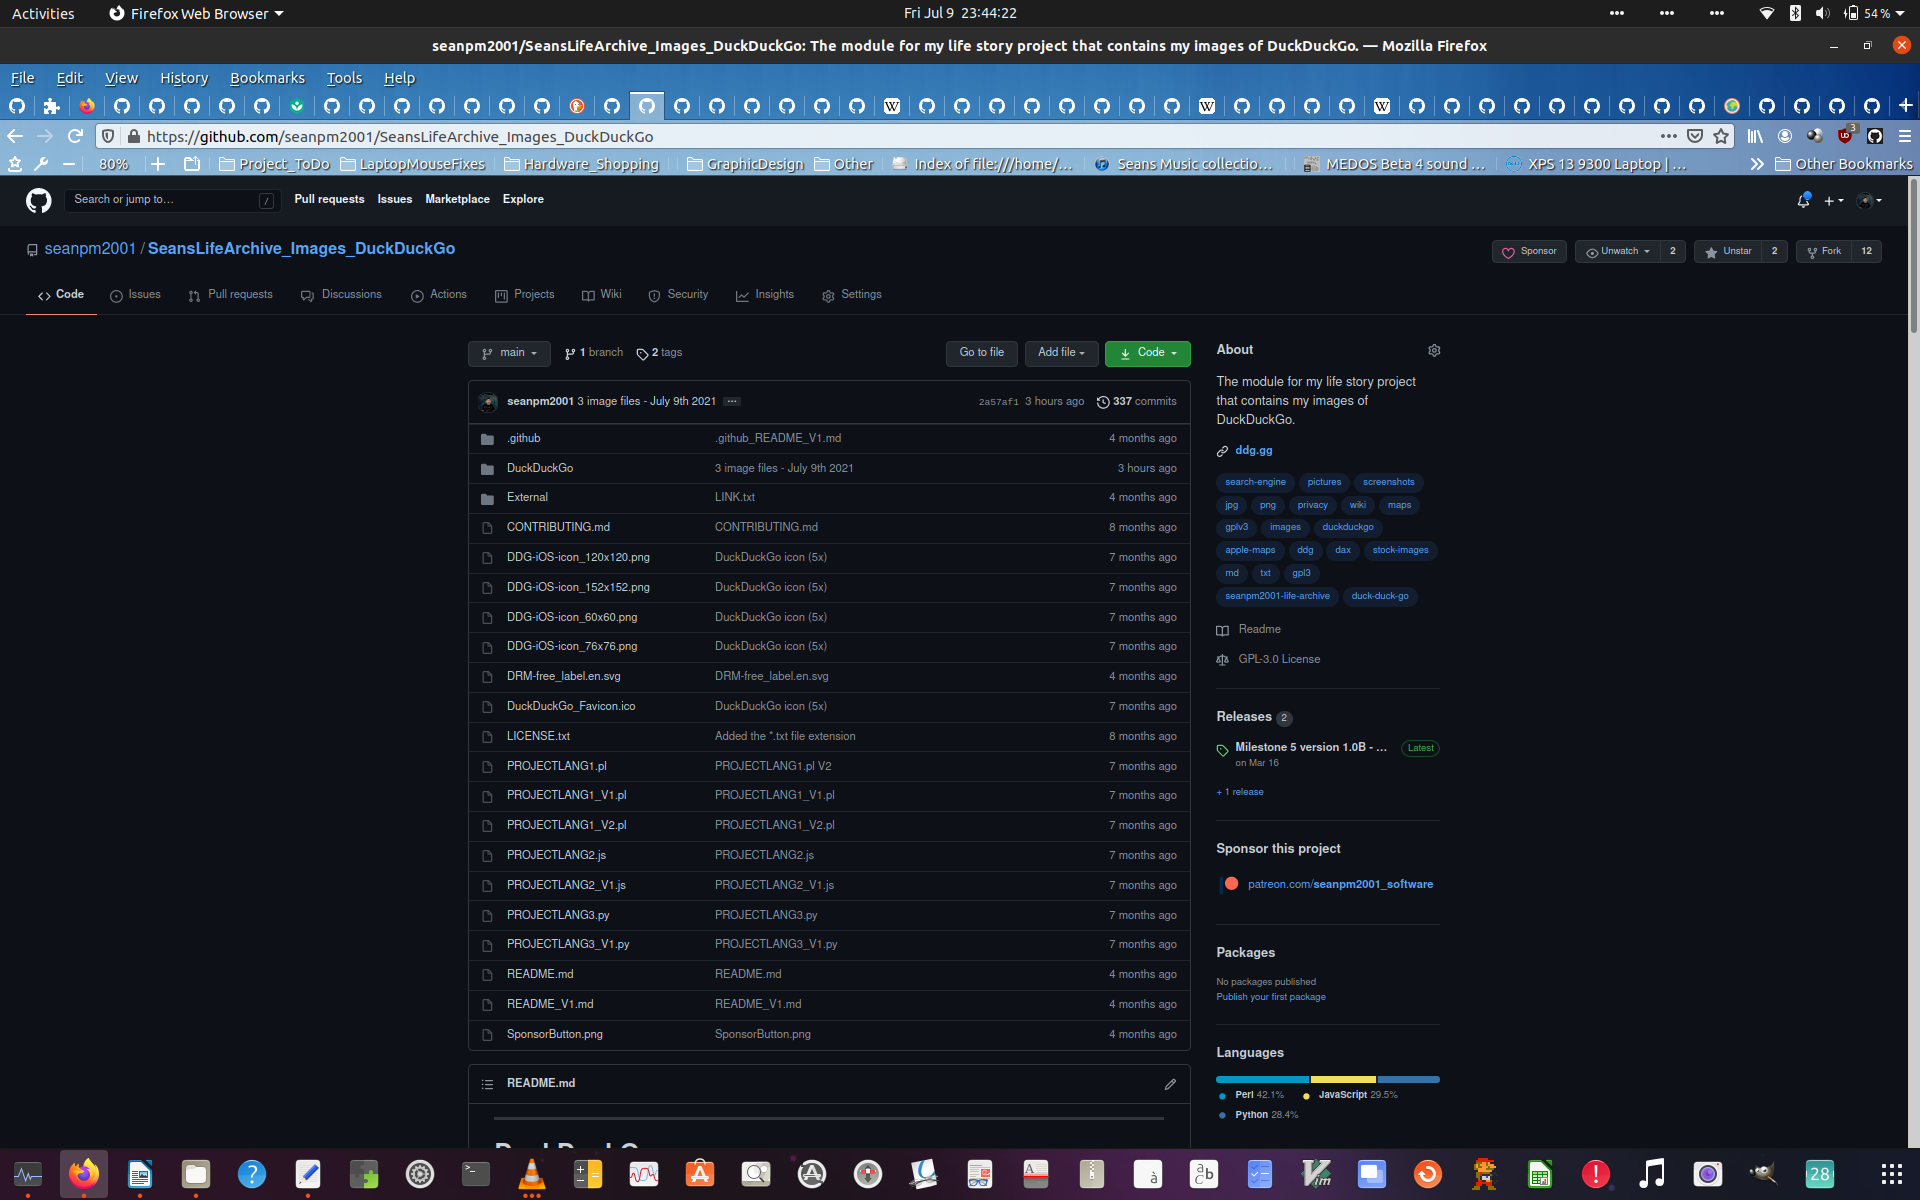 Activities Firefox Web Browser Fri Jul 9 23:44:22 54 %
seanpm2001/SeansLifeArchive_Images_DuckDuckGo: The module for my life story project that contains my images of DuckDuckGo. — Mozilla Firefox
File Edit View History Bookmarks Tools Help
https://github.com/seanpm2001/SeansLifeArchive_Images_DuckDuckGo 3
80% Project_ToDo LaptopMouseFixes Hardware_Shopping GraphicDesign Other Index of file:///home/... Seans Music collectio... MEDOS Beta 4 sound ... XPS 13 9300 Laptop | ... Other Bookmarks
Search or jump to… / Pull requests Issues Marketplace Explore
seanpm2001 / SeansLifeArchive_Images_DuckDuckGo Sponsor Unwatch 2 Unstar 2 Fork 12
Code Issues Pull requests Discussions Actions Projects Wiki Security Insights Settings
main 1 branch 2 tags Go to file Add file Code
seanpm2001 3 image files - July 9th 2021 ... 2a57af1 3 hours ago 337 commits
.github .github_README_V1.md 4 months ago
DuckDuckGo 3 image files - July 9th 2021 3 hours ago
External LINK.txt 4 months ago
CONTRIBUTING.md CONTRIBUTING.md 8 months ago
DDG-iOS-icon_120x120.png DuckDuckGo icon (5x) 7 months ago
DDG-iOS-icon_152x152.png DuckDuckGo icon (5x) 7 months ago
DDG-iOS-icon_60x60.png DuckDuckGo icon (5x) 7 months ago
DDG-iOS-icon_76x76.png DuckDuckGo icon (5x) 7 months ago
DRM-free_label.en.svg DRM-free_label.en.svg 4 months ago
DuckDuckGo_Favicon.ico DuckDuckGo icon (5x) 7 months ago
LICENSE.txt Added the *.txt file extension 8 months ago
PROJECTLANG1.pl PROJECTLANG1.pl V2 7 months ago
PROJECTLANG1_V1.pl PROJECTLANG1_V1.pl 7 months ago
PROJECTLANG1_V2.pl PROJECTLANG1_V2.pl 7 months ago
PROJECTLANG2.js PROJECTLANG2.js 7 months ago
PROJECTLANG2_V1.js PROJECTLANG2_V1.js 7 months ago
PROJECTLANG3.py PROJECTLANG3.py 7 months ago
PROJECTLANG3_V1.py PROJECTLANG3_V1.py 7 months ago
README.md README.md 4 months ago
README_V1.md README_V1.md 4 months ago
SponsorButton.png SponsorButton.png 4 months ago
README.md
About
The module for my life story project
that contains my images of
DuckDuckGo.
ddg.gg
search-engine pictures screenshots
jpg png privacy wiki maps
gplv3 images duckduckgo
apple-maps ddg dax stock-images
md txt gpl3
seanpm2001-life-archive duck-duck-go
Readme
GPL-3.0 License
Releases 2
Milestone 5 version 1.0B - ... Latest
on Mar 16
+ 1 release
Sponsor this project
patreon.com/seanpm2001_software
Packages
No packages published
Publish your first package
Languages
Perl 42.1% JavaScript 29.5%
Python 28.4%
28